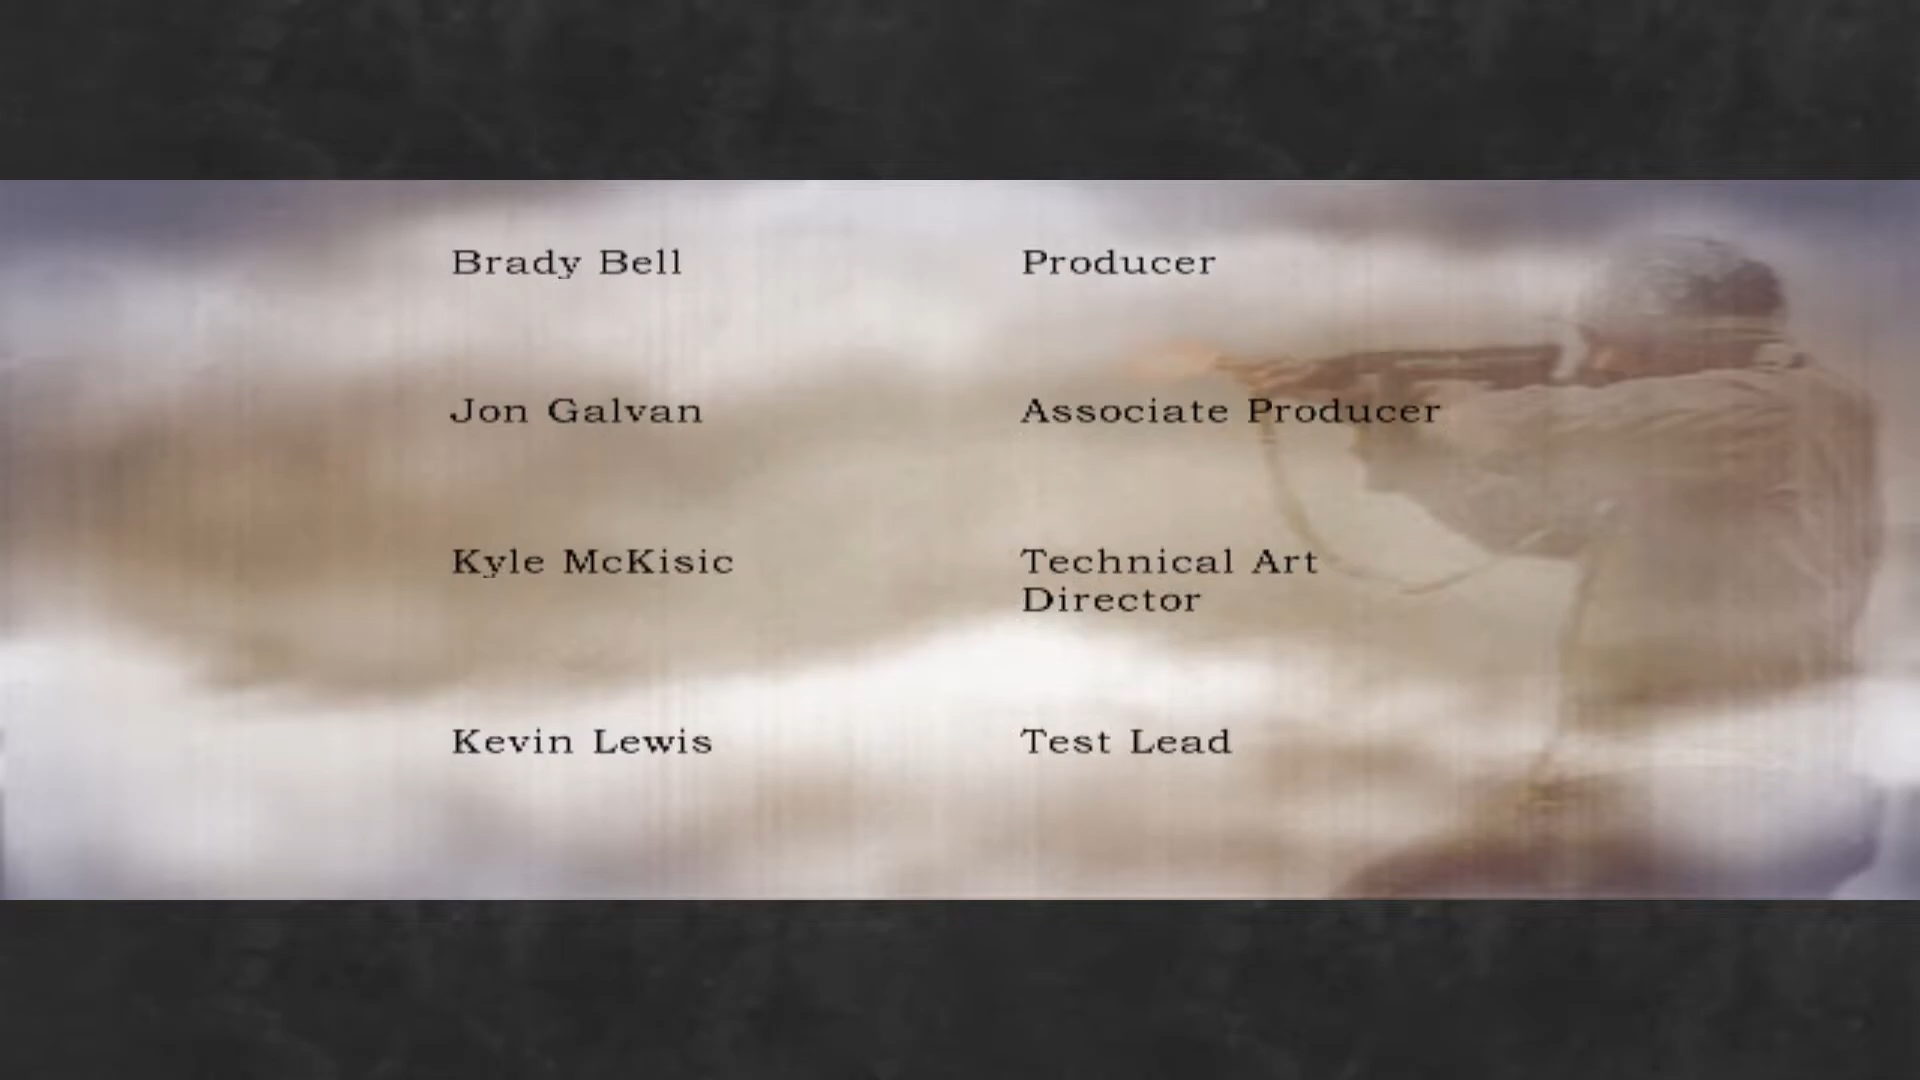 Brady Bell Producer
Jon Galvan Associate Producer
Kyle McKisic Technical Art
Director
Kevin Lewis Test Lead